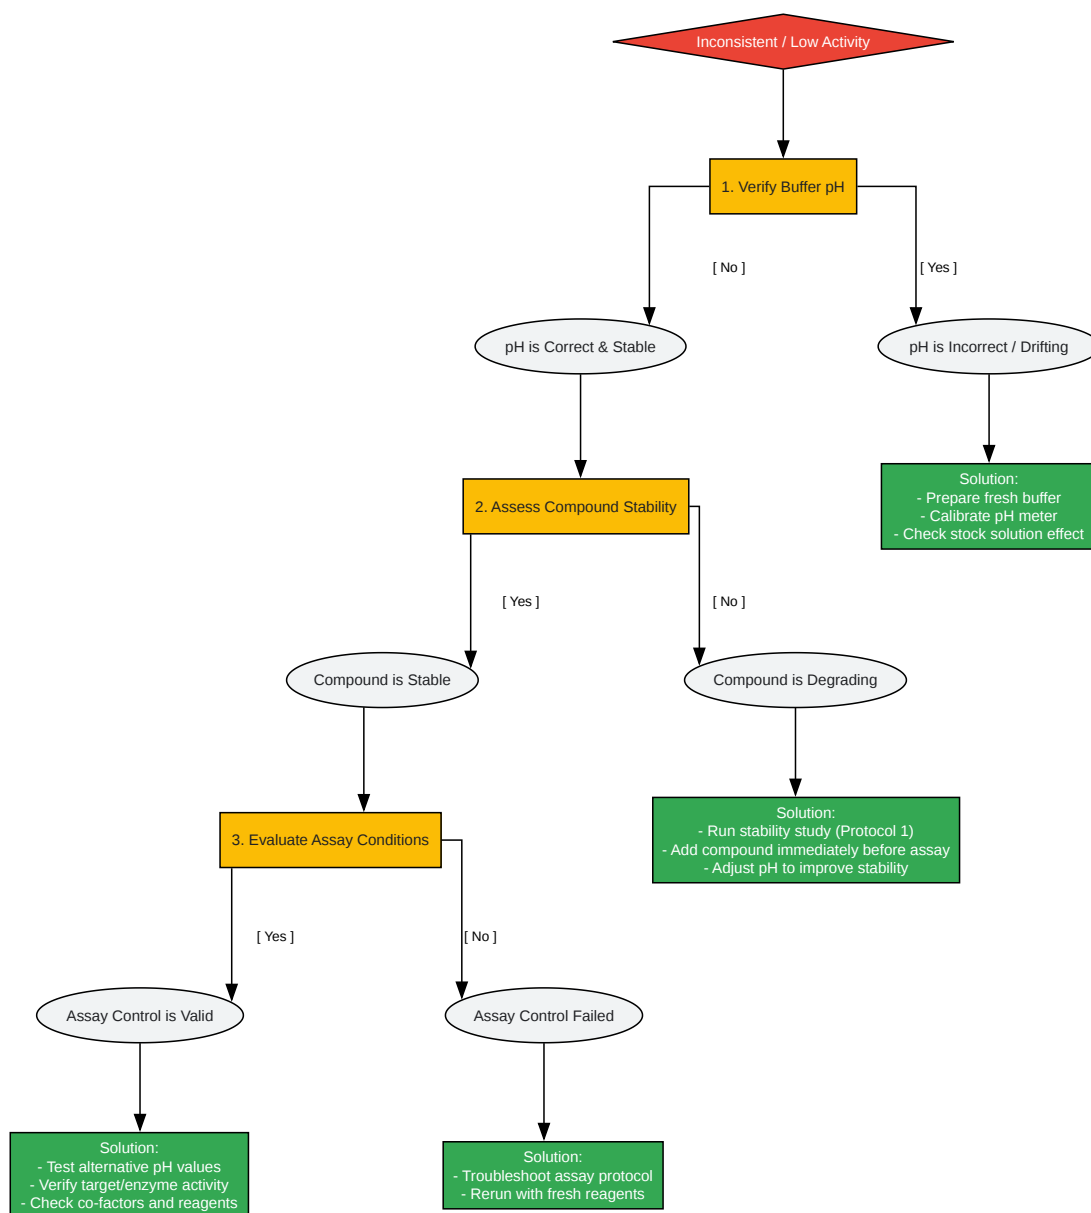 Inconsistent / Low Activity
1. Verify Buffer pH
[ No ]
[ Yes ]
pH is Correct & Stable
pH is Incorrect / Drifting
Solution:
- Prepare fresh buffer
- Calibrate pH meter
- Check stock solution effect
2. Assess Compound Stability
[ Yes ]
[ No ]
Compound is Stable
Compound is Degrading
Solution:
- Run stability study (Protocol 1)
- Add compound immediately before assay
- Adjust pH to improve stability
3. Evaluate Assay Conditions
[ Yes ]
[ No ]
Assay Control is Valid
Assay Control Failed
Solution:
- Test alternative pH values
- Verify target/enzyme activity
- Check co-factors and reagents
Solution:
- Troubleshoot assay protocol
- Rerun with fresh reagents